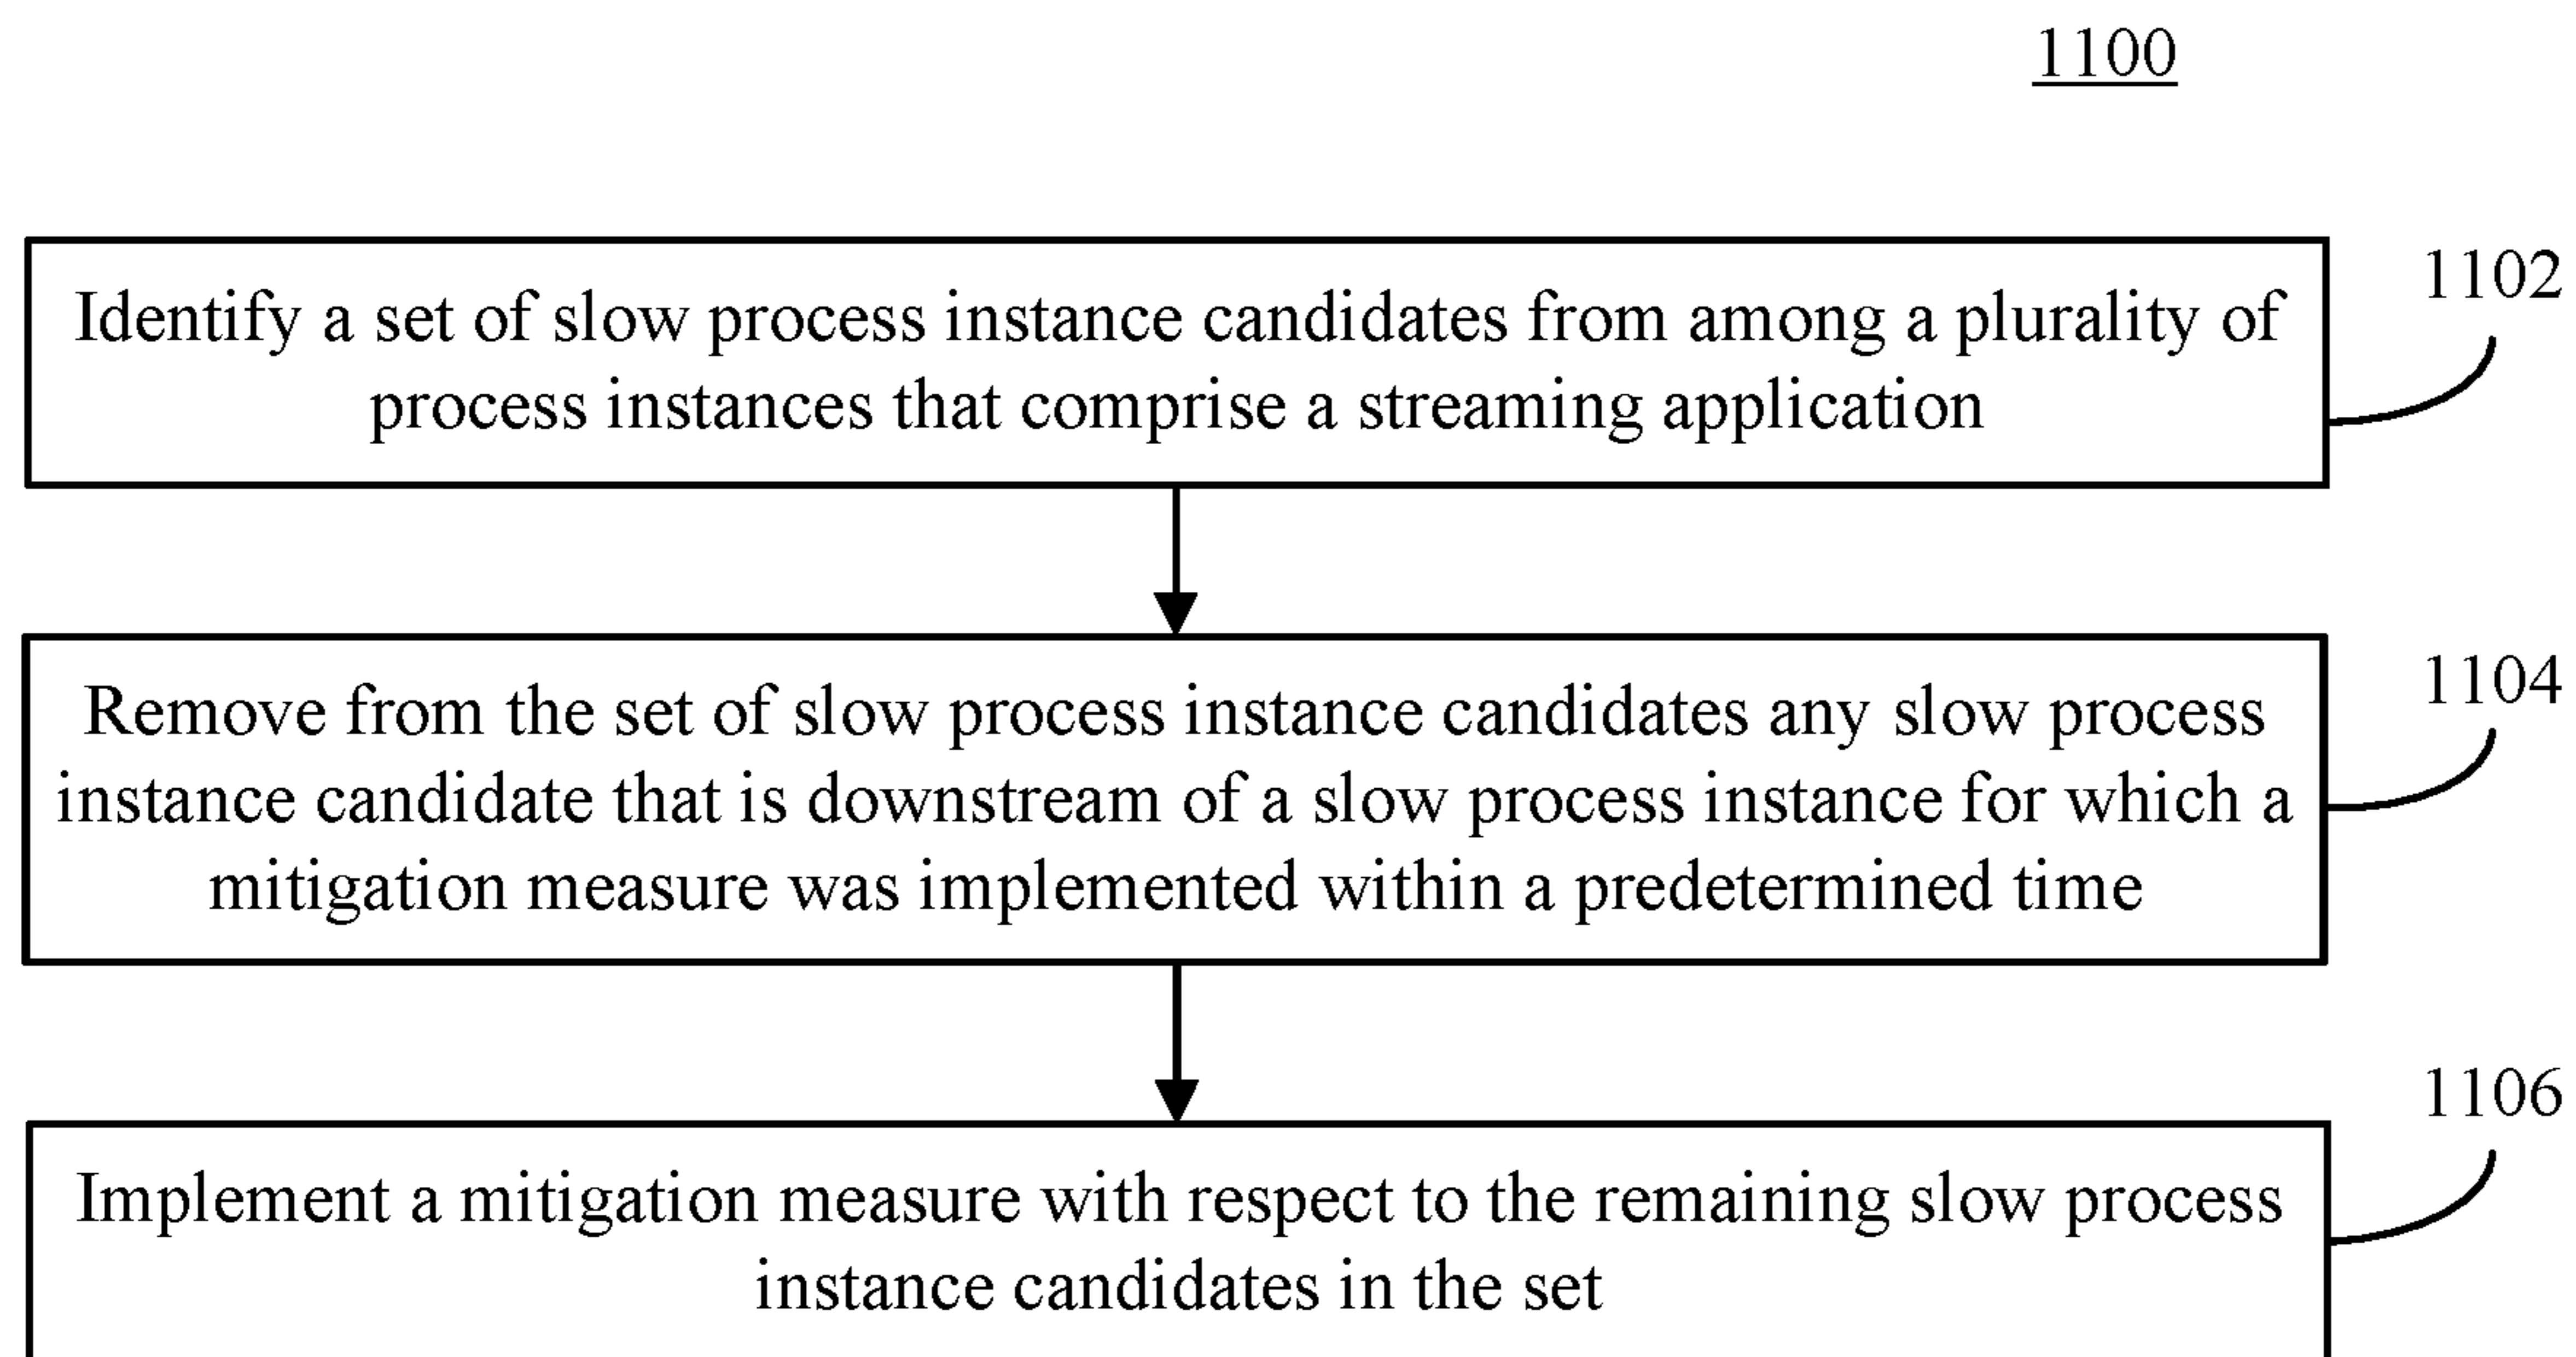 1100
Identify a set of slow process instance candidates from among a plurality of
process instances that comprise a streaming application
1102
Remove from the set of slow process instance candidates any slow process
instance candidate that is downstream of a slow process instance for which a
mitigation measure was implemented within a predetermined time
1104
Implement a mitigation measure with respect to the remaining slow process
instance candidates in the set
1106